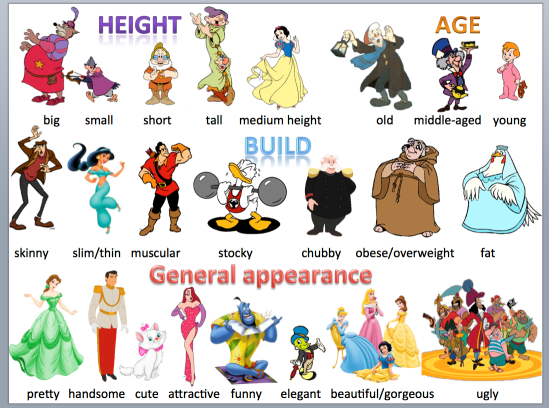 HEIGHT AGE
big small short tall medium height old middle-aged young
BUILD
skinny slim/thin muscular stocky chubby obese/overweight fat
General appearance
pretty handsome cute attractive funny elegant beautiful/gorgeous ugly